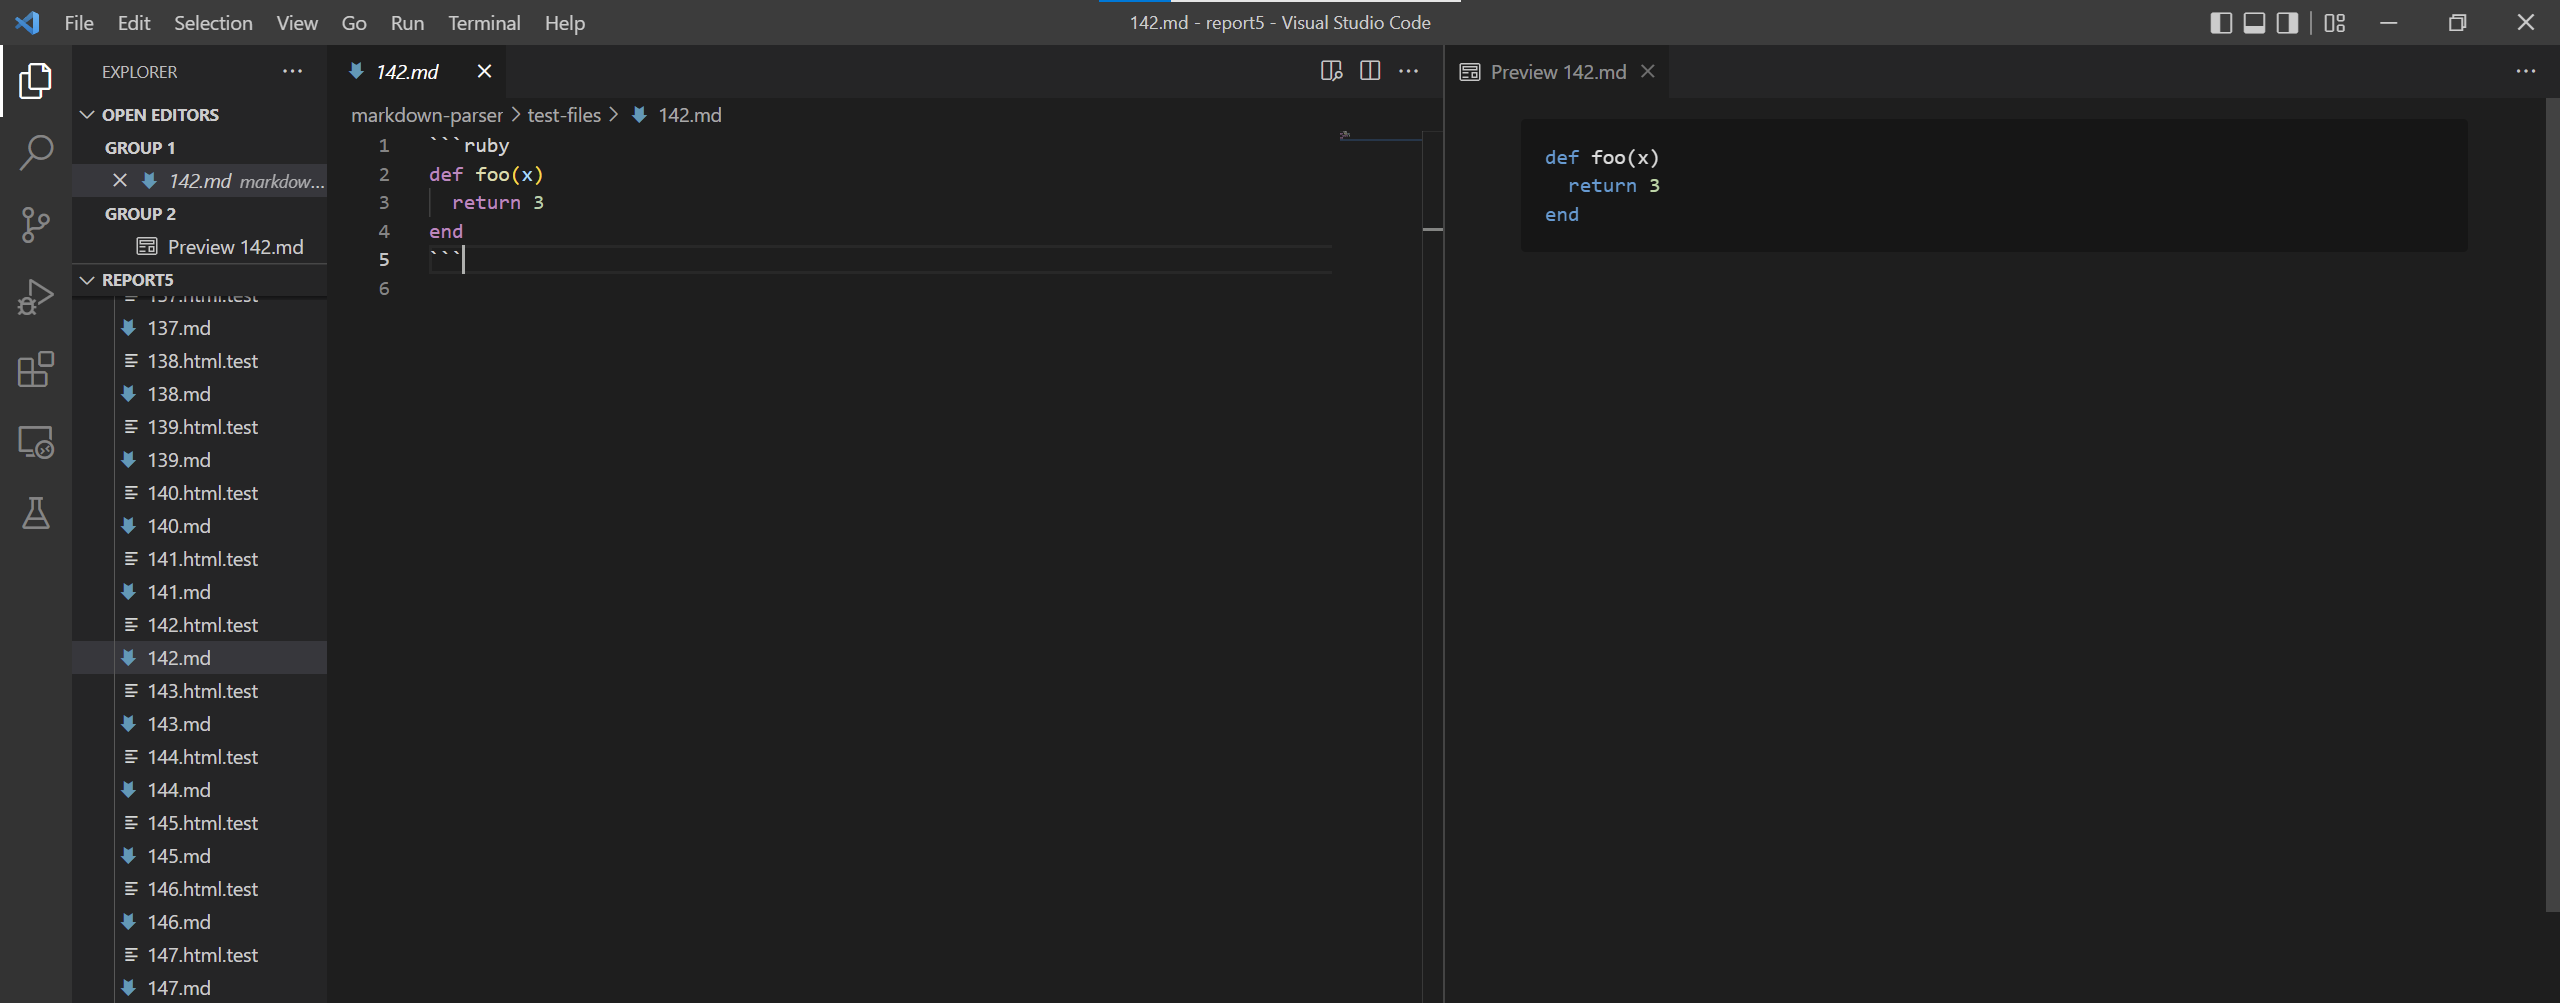 File Edit Selection View Go Run Terminal Help
142.md - report5 - Visual Studio Code
EXPLORER
OPEN EDITORS
GROUP 1
142.md markdow...
GROUP 2
Preview 142.md
REPORT5
137.html.test
137.md
138.html.test
138.md
139.html.test
139.md
140.html.test
140.md
141.html.test
141.md
142.html.test
142.md
143.html.test
143.md
144.html.test
144.md
145.html.test
145.md
146.html.test
146.md
147.html.test
147.md
142.md
markdown-parser > test-files > 142.md
1 ```ruby
2 def foo(x)
3   return 3
4 end
5 ```
6
Preview 142.md
def foo(x)
  return 3
end